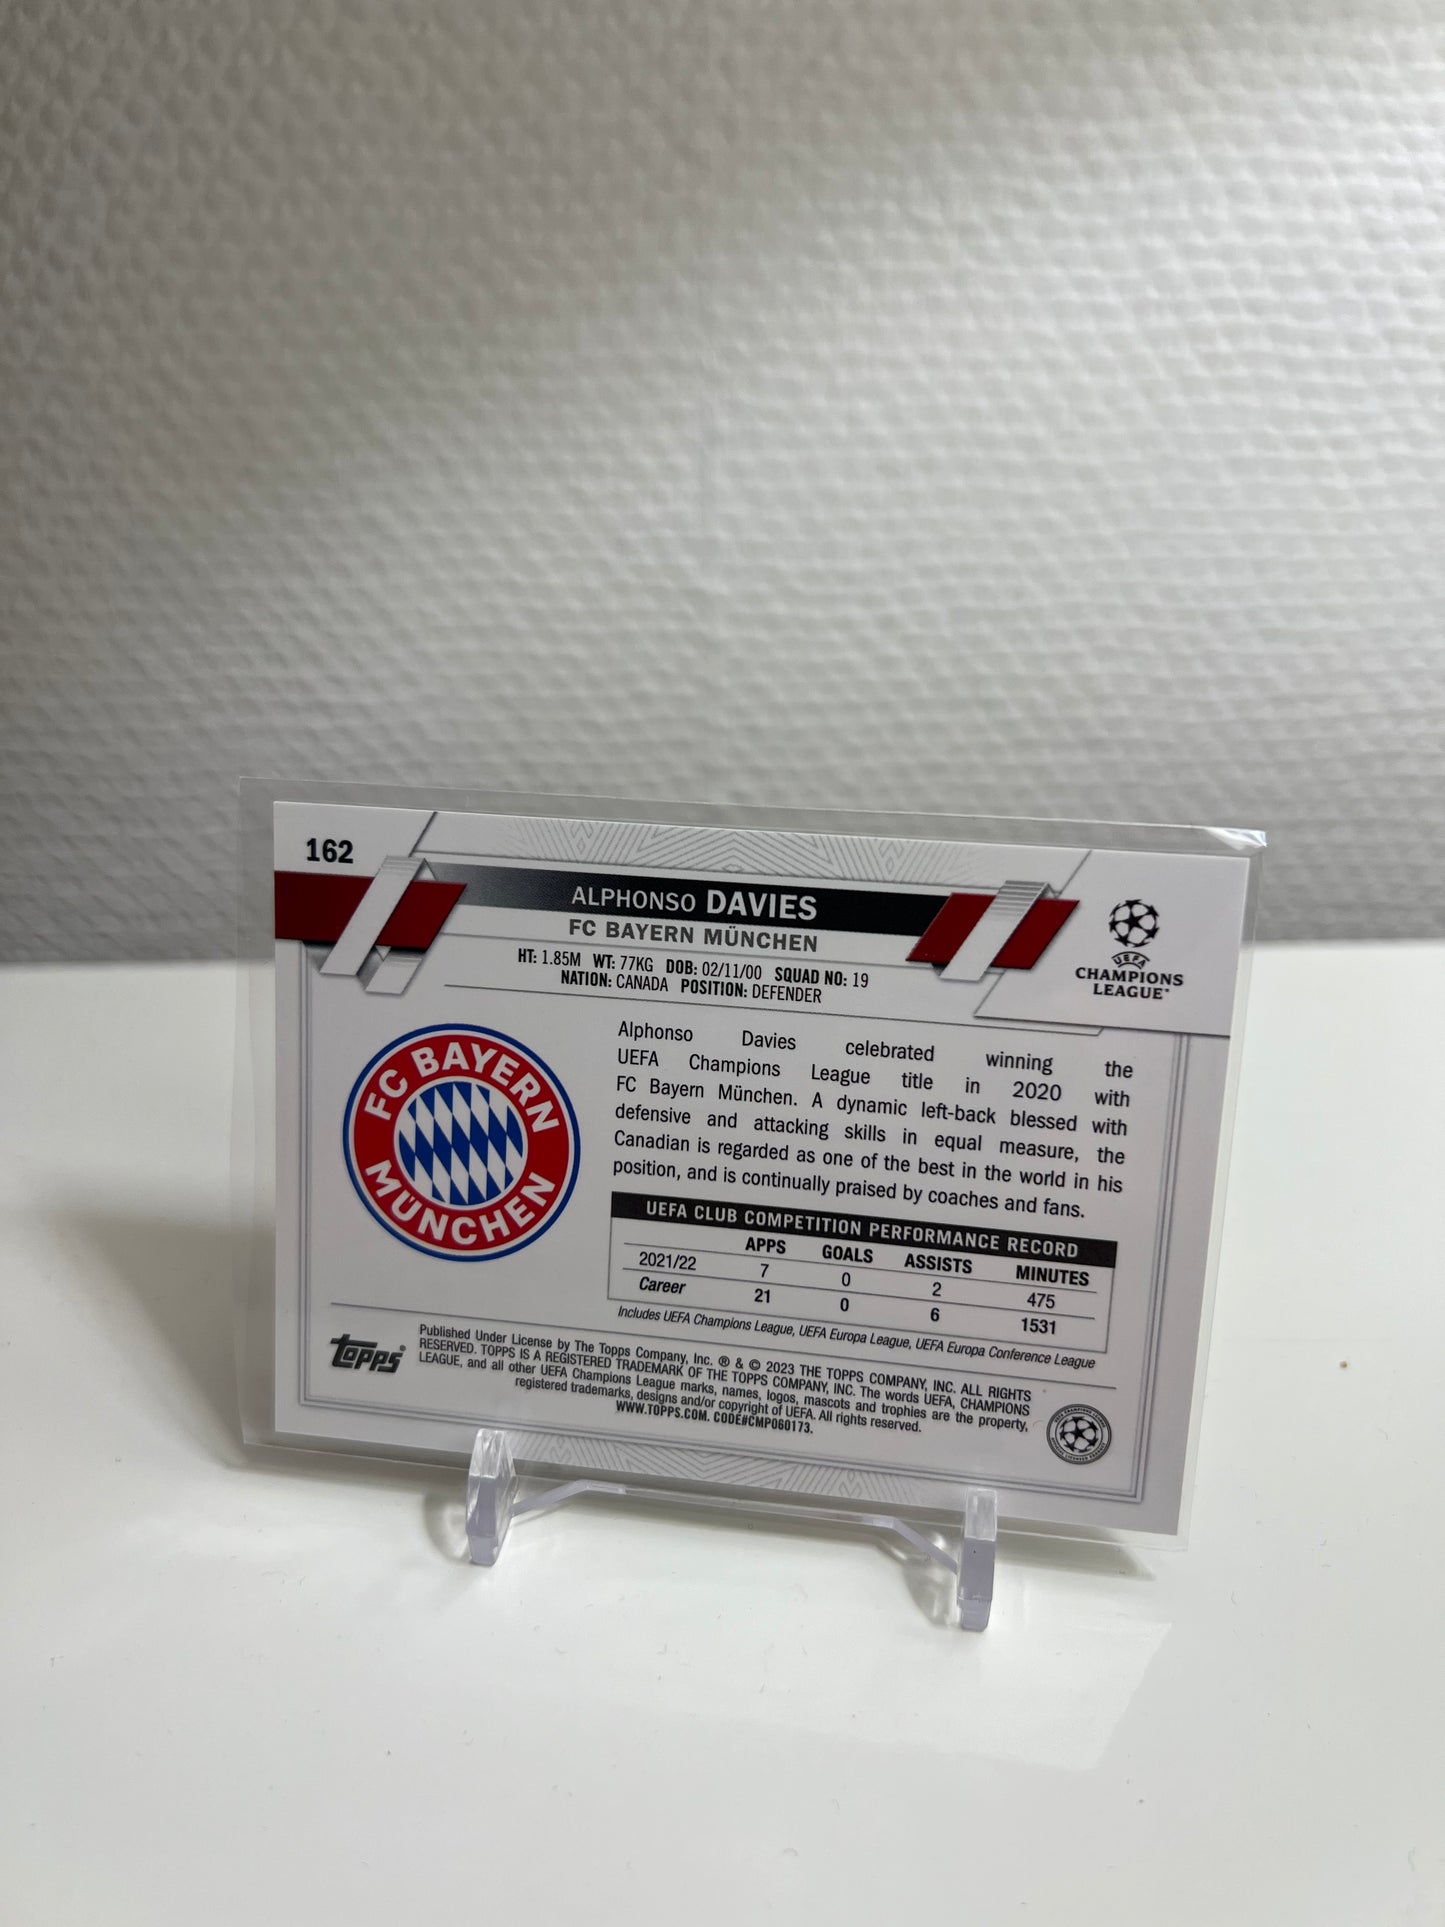 162
ALPHONSO DAVIES
FC BAYERN MÜNCHEN
HT: 1.85M WT: 77KG DOB: 02/11/00 SQUAD NO: 19
NATION: CANADA POSITION: DEFENDER
UEFA
CHAMPIONS
LEAGUE
FC BAYERN
MÜNCHEN
Alphonso Davies celebrated winning the
UEFA Champions League title in 2020 with
FC Bayern München. A dynamic left-back blessed with
defensive and attacking skills in equal measure, the
Canadian is regarded as one of the best in the world in his
position, and is continually praised by coaches and fans.
UEFA CLUB COMPETITION PERFORMANCE RECORD
APPS GOALS ASSISTS MINUTES
2021/22 7 0 2 475
Career 21 0 6 1531
Includes UEFA Champions League, UEFA Europa League, UEFA Europa Conference League
Topps®
Published Under License by The Topps Company, Inc. ® & © 2023 THE TOPPS COMPANY, INC. ALL RIGHTS
RESERVED. TOPPS IS A REGISTERED TRADEMARK OF THE TOPPS COMPANY, INC. The words UEFA, CHAMPIONS
LEAGUE, and all other UEFA Champions League marks, names, logos, mascots and trophies are the property,
registered trademarks, designs and/or copyright of UEFA. All rights reserved.
WWW.TOPPS.COM. CODE#CMP060173.